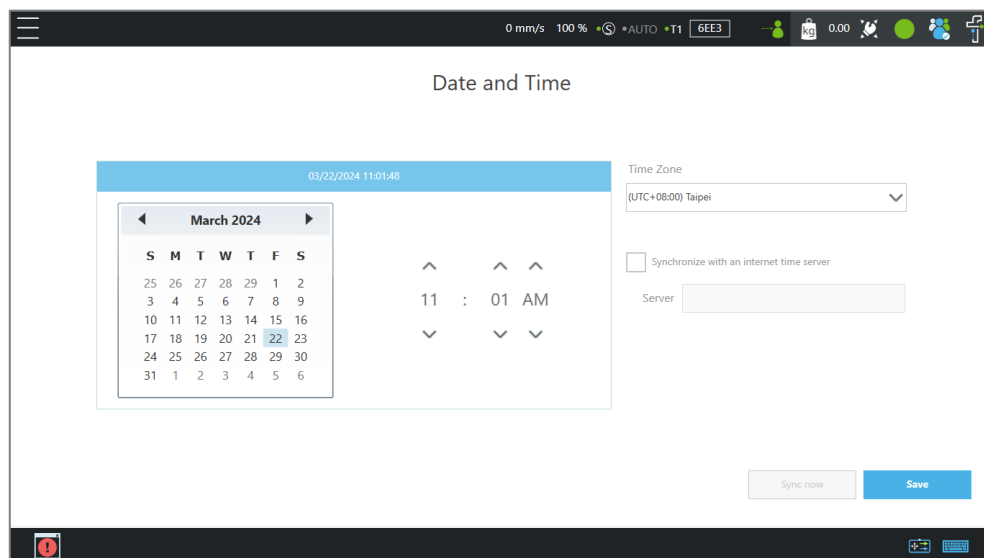 0 mm/s 100 % •Ⓢ •AUTO •T1 6EE3 kg 0.00
Date and Time
03/22/2024 11:01:48
March 2024
S M T W T F S
25 26 27 28 29 1 2
3 4 5 6 7 8 9
10 11 12 13 14 15 16
17 18 19 20 21 22 23
24 25 26 27 28 29 30
31 1 2 3 4 5 6
11 : 01 AM
Time Zone
(UTC+08:00) Taipei
Synchronize with an internet time server
Server
Sync now
Save